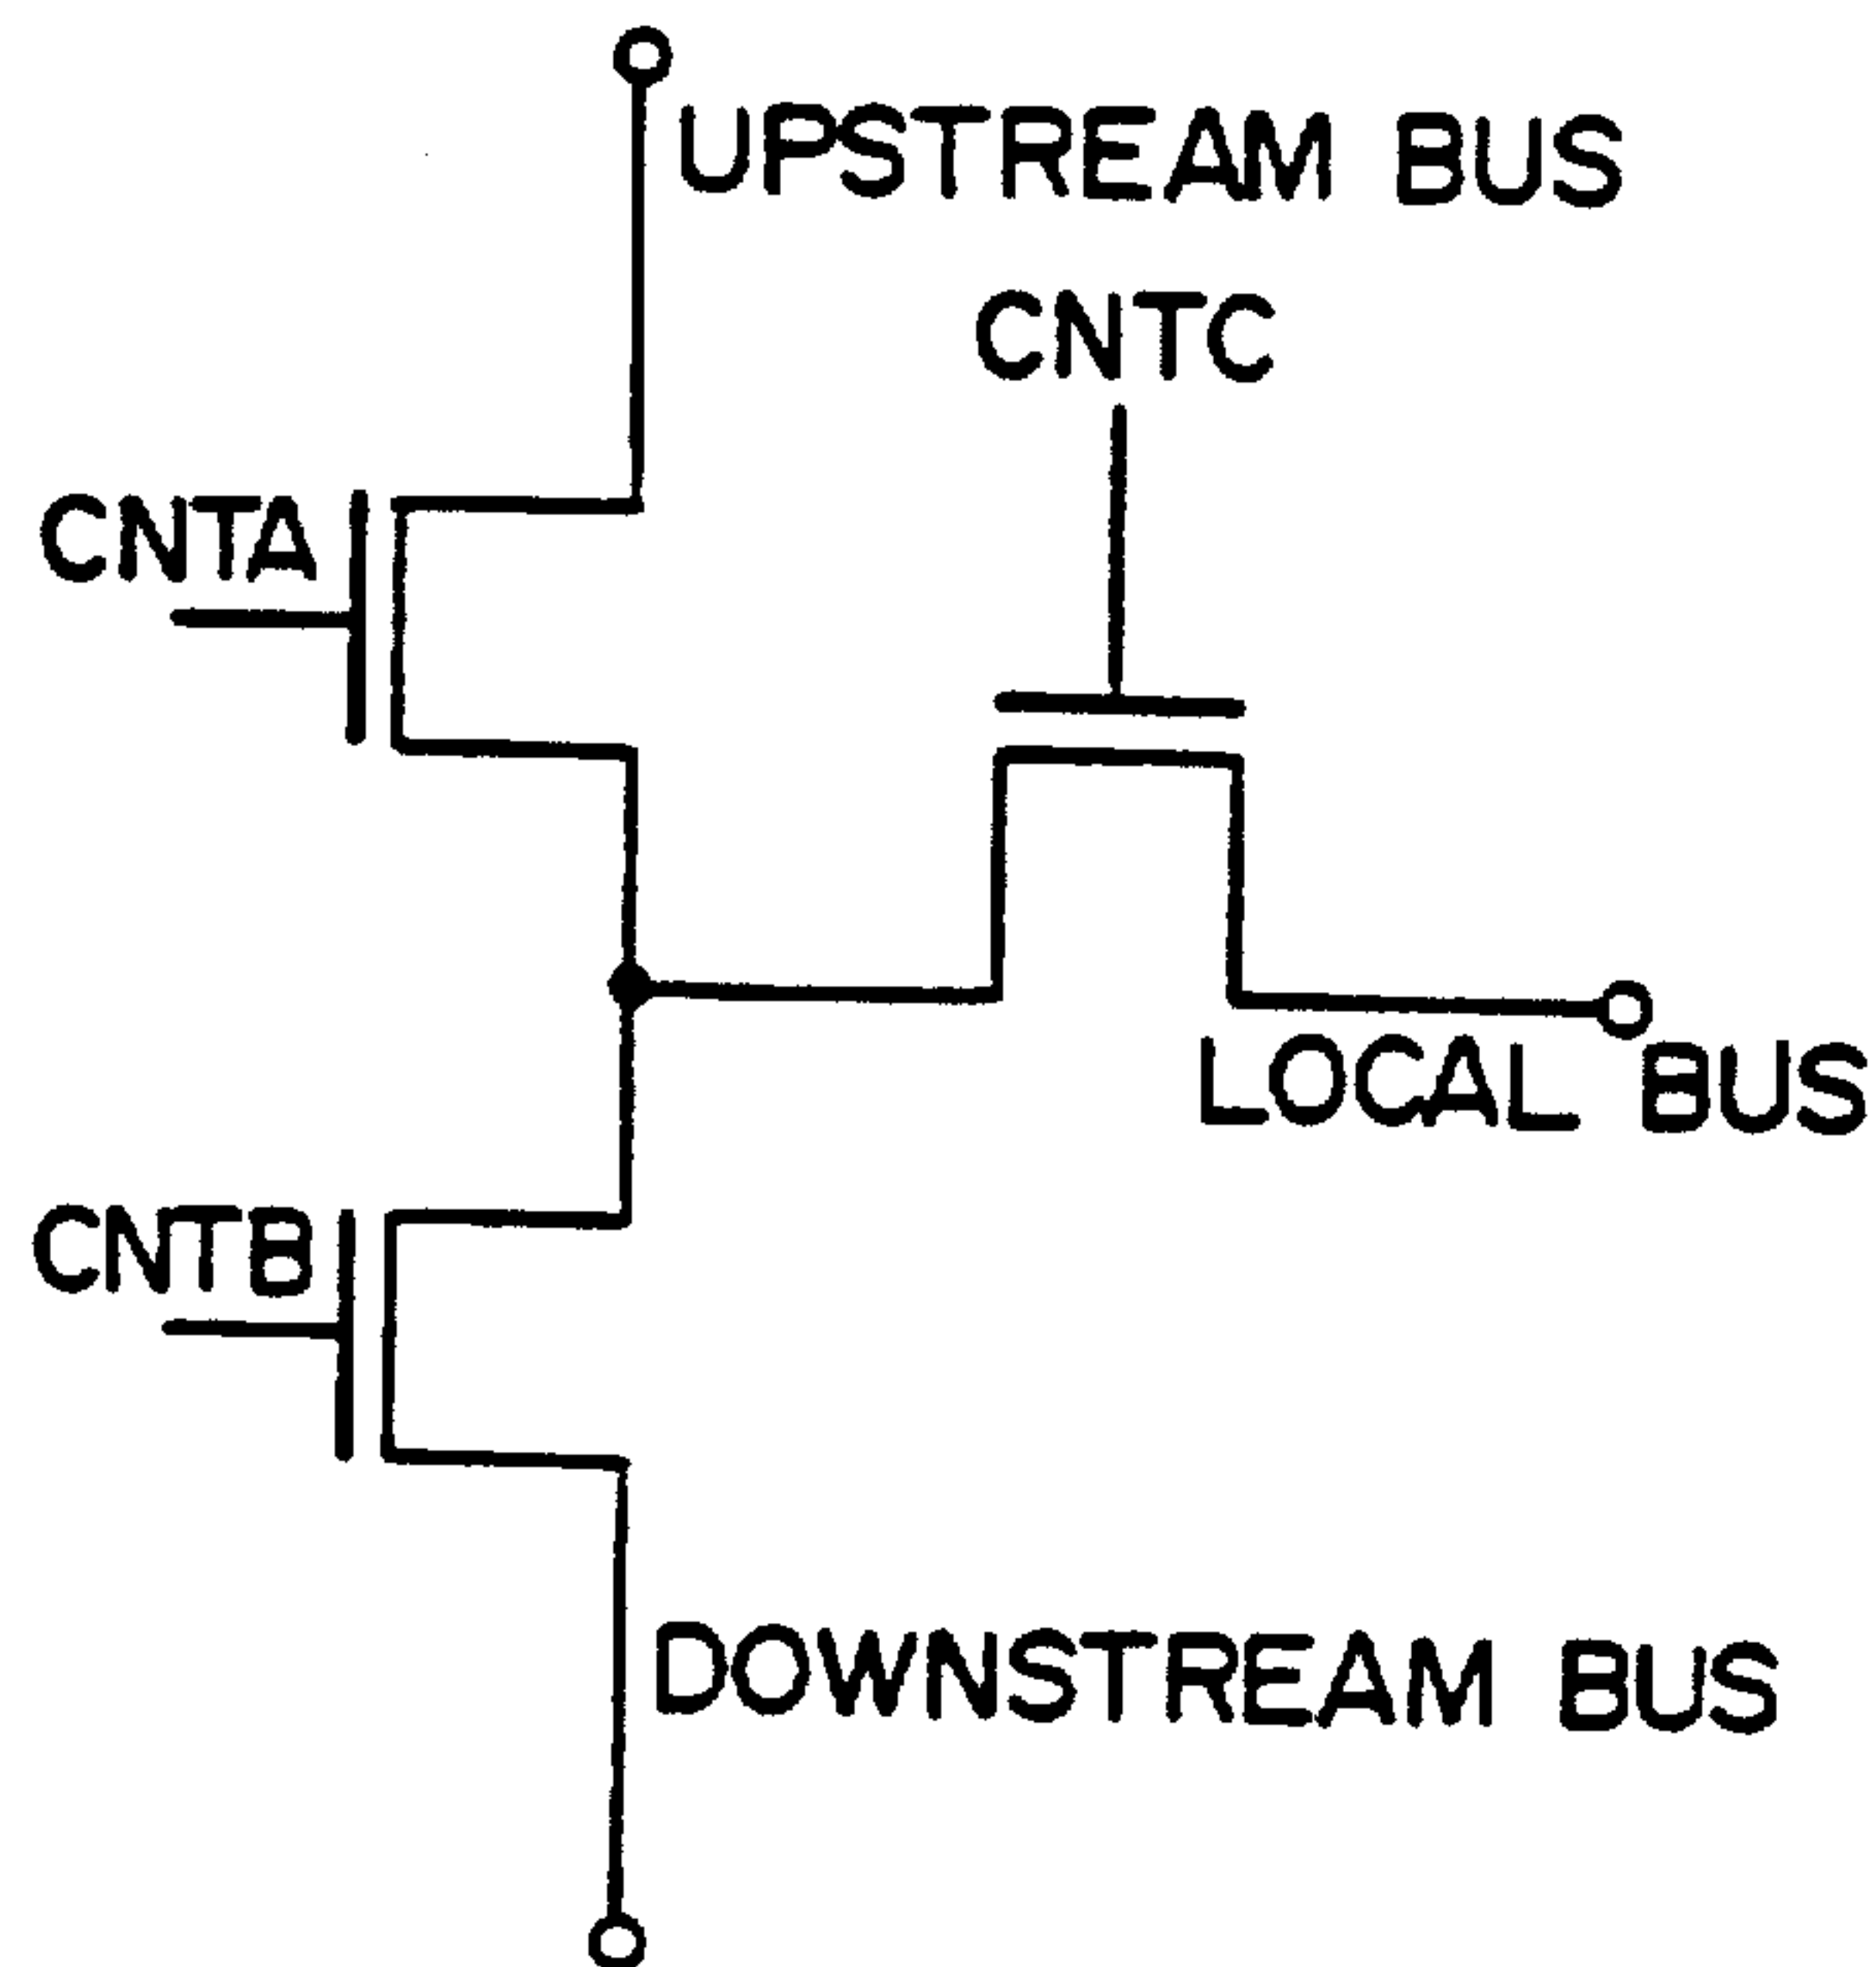 UPSTREAM BUS
CNTC
CNTA
LOCAL BUS
CNTB
DOWNSTREAM BUS